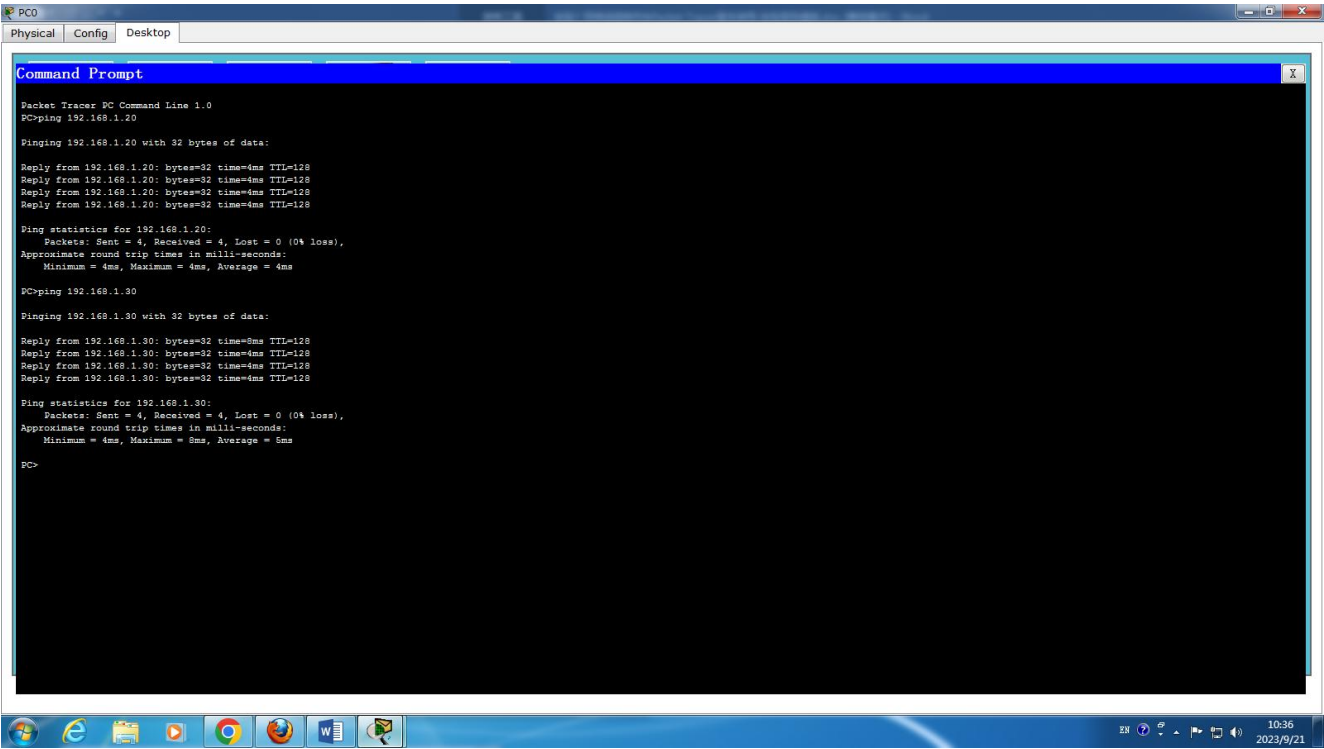 PC0
Physical Config Desktop
Command Prompt
X
Packet Tracer PC Command Line 1.0
PC>ping 192.168.1.20
Pinging 192.168.1.20 with 32 bytes of data:
Reply from 192.168.1.20: bytes=32 time=4ms TTL=128
Reply from 192.168.1.20: bytes=32 time=4ms TTL=128
Reply from 192.168.1.20: bytes=32 time=4ms TTL=128
Reply from 192.168.1.20: bytes=32 time=4ms TTL=128
Ping statistics for 192.168.1.20:
Packets: Sent = 4, Received = 4, Lost = 0 (0% loss),
Approximate round trip times in milli-seconds:
Minimum = 4ms, Maximum = 4ms, Average = 4ms
PC>ping 192.168.1.30
Pinging 192.168.1.30 with 32 bytes of data:
Reply from 192.168.1.30: bytes=32 time=8ms TTL=128
Reply from 192.168.1.30: bytes=32 time=4ms TTL=128
Reply from 192.168.1.30: bytes=32 time=4ms TTL=128
Reply from 192.168.1.30: bytes=32 time=4ms TTL=128
Ping statistics for 192.168.1.30:
Packets: Sent = 4, Received = 4, Lost = 0 (0% loss),
Approximate round trip times in milli-seconds:
Minimum = 4ms, Maximum = 8ms, Average = 5ms
PC>
EN
10:36
2023/9/21